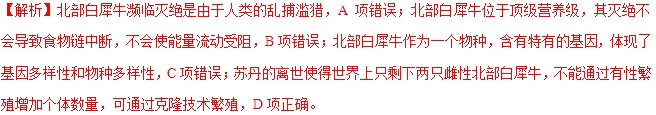 【解析】北部白犀牛濒临灭绝是由于人类的乱捕滥猎，A 项错误；北部白犀牛位于顶级营养级，其灭绝不
会导致食物链中断，不会使能量流动受阻，B 项错误；北部白犀牛作为一个物种，含有特有的基因，体现了
基因多样性和物种多样性，C 项错误；苏丹的离世使得世界上只剩下两只雌性北部白犀牛，不能通过有性繁
殖增加个体数量，可通过克隆技术繁殖，D 项正确。